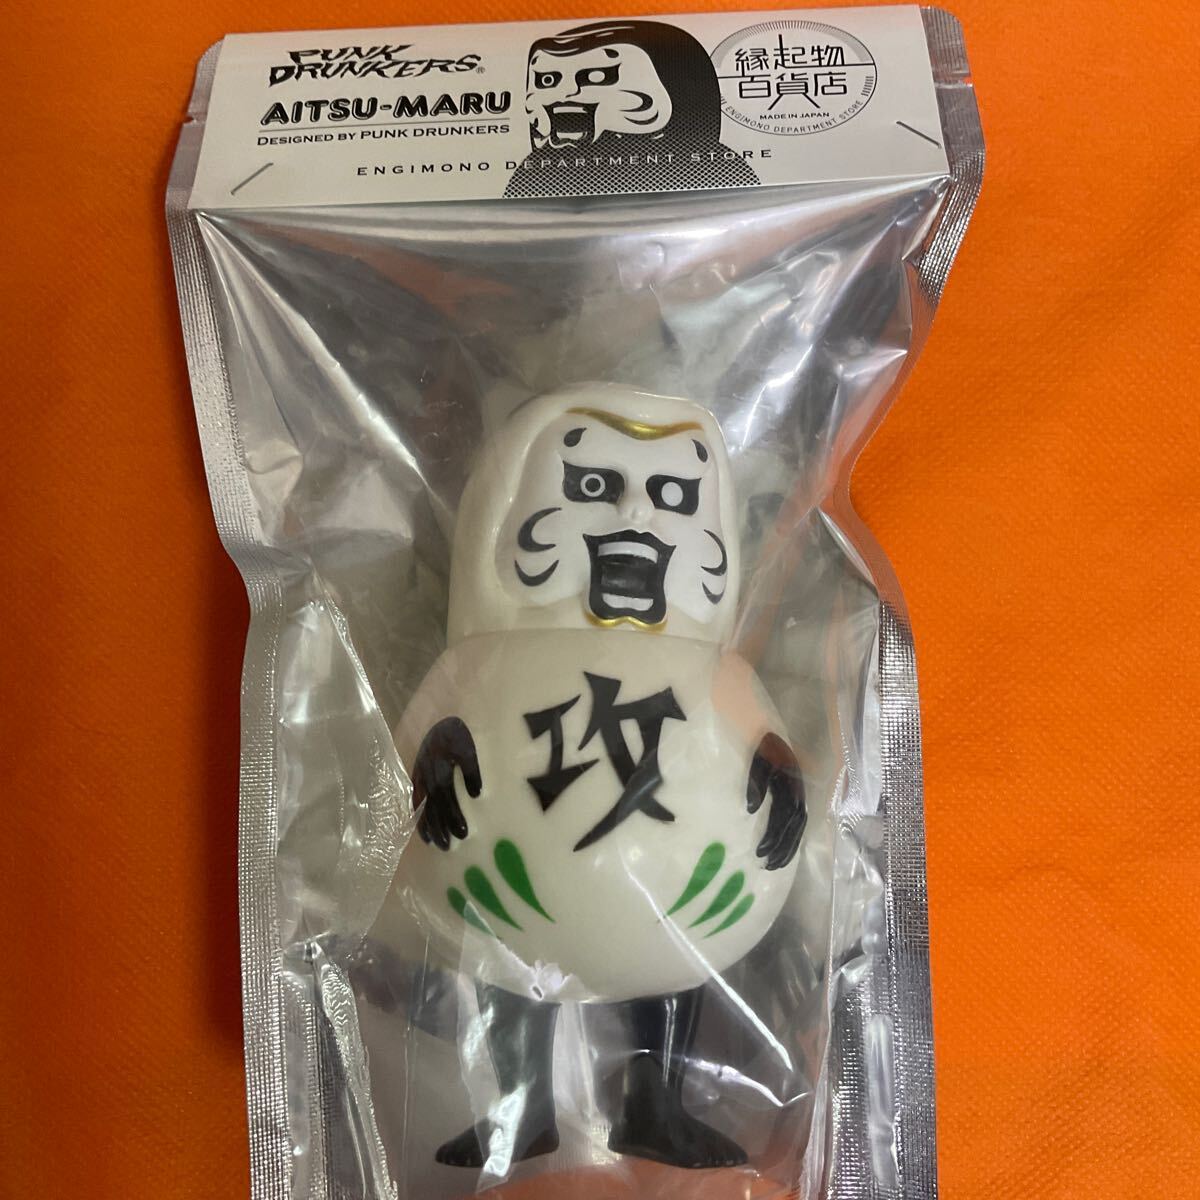 PUNK
DRUNKERS®
AITSU-MARU
DESIGNED BY PUNK DRUNKERS
縁起物
百貨店
MADE IN JAPAN
ENGIMONO DEPARTMENT STORE
ENGIMONO DEPARTMENT STORE
攻